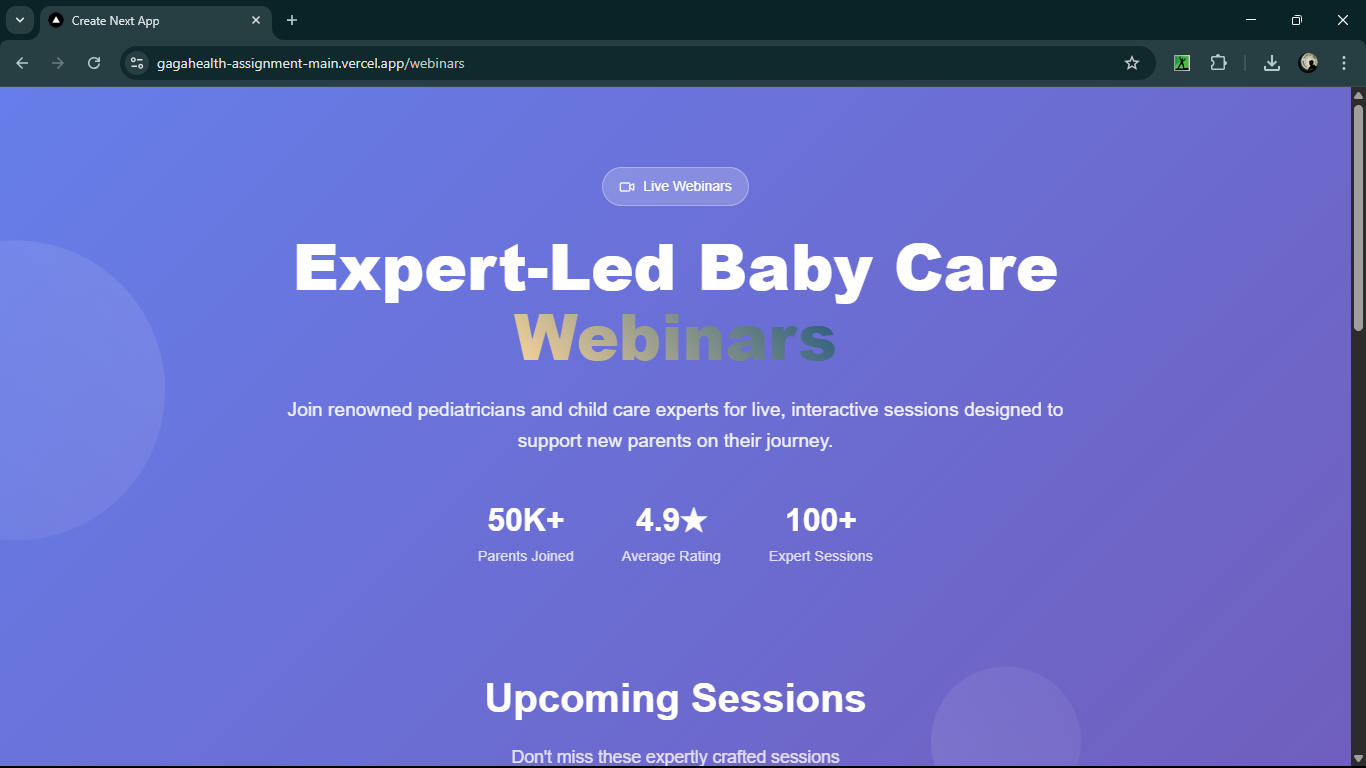 Create Next App
gagahealth-assignment-main.vercel.app/webinars
Live Webinars
Expert-Led Baby Care
Webinars
Join renowned pediatricians and child care experts for live, interactive sessions designed to
support new parents on their journey.
50K+ 4.9★ 100+
Parents Joined Average Rating Expert Sessions
Upcoming Sessions
Don't miss these expertly crafted sessions